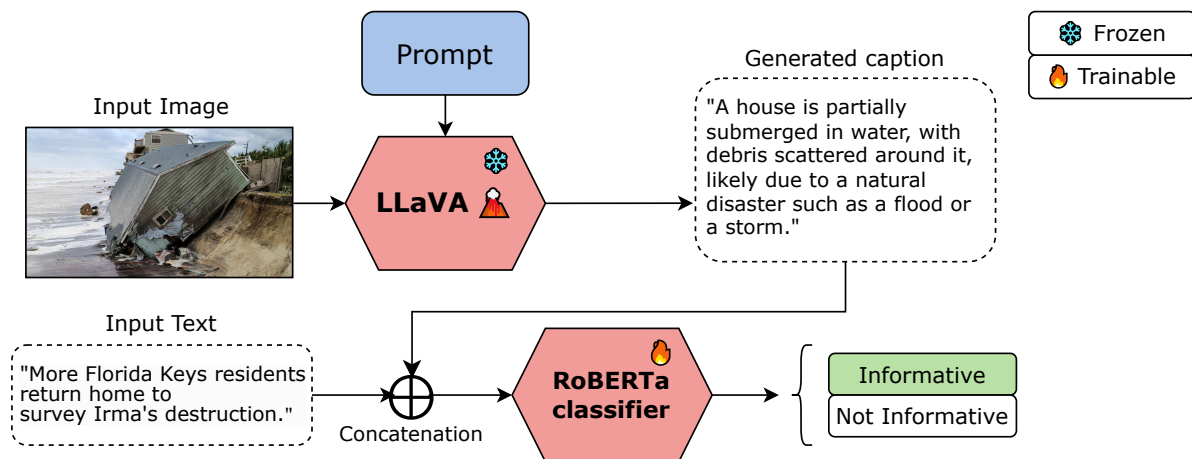 Prompt
Frozen
Trainable
Input Image
LLaVA
Generated caption
"A house is partially
submerged in water, with
debris scattered around it,
likely due to a natural
disaster such as a flood or
a storm."
Input Text
"More Florida Keys residents
return home to
survey Irma's destruction."
Concatenation
RoBERTa
classifier
Informative
Not Informative